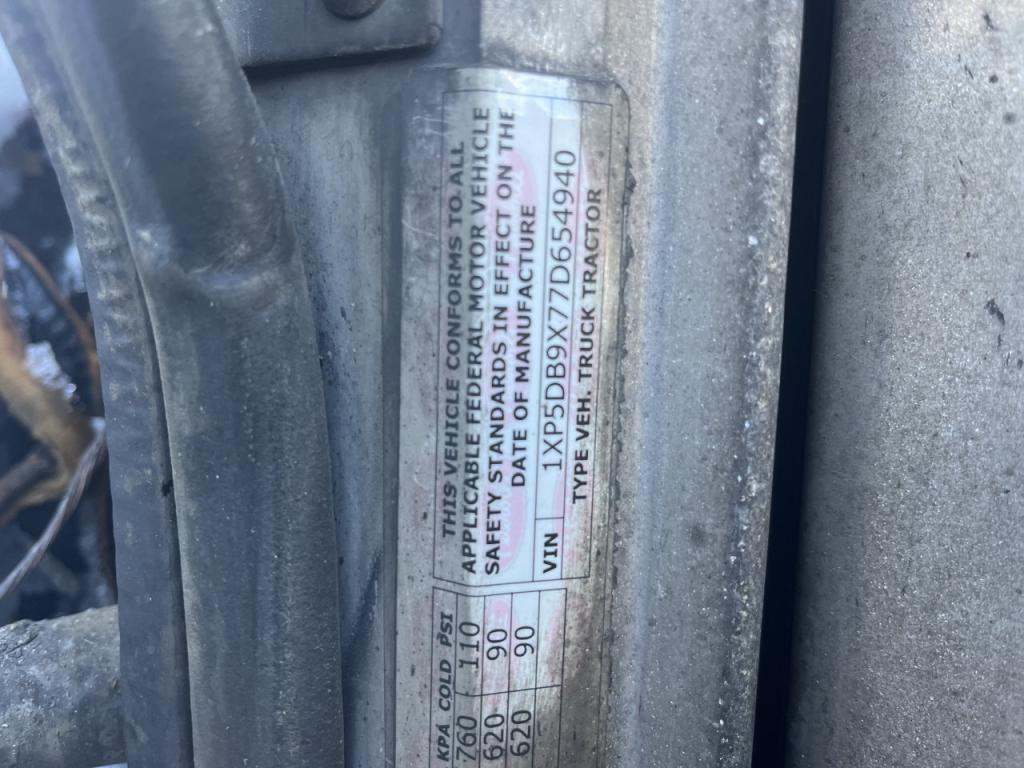 THIS VEHICLE CONFORMS TO ALL
APPLICABLE FEDERAL MOTOR VEHICLE
SAFETY STANDARDS IN EFFECT ON THE
DATE OF MANUFACTURE
VIN 1XP5DB9X77D654940
TYPE VEH. TRUCK TRACTOR
KPA COLD PSI
760 110
620 90
620 90